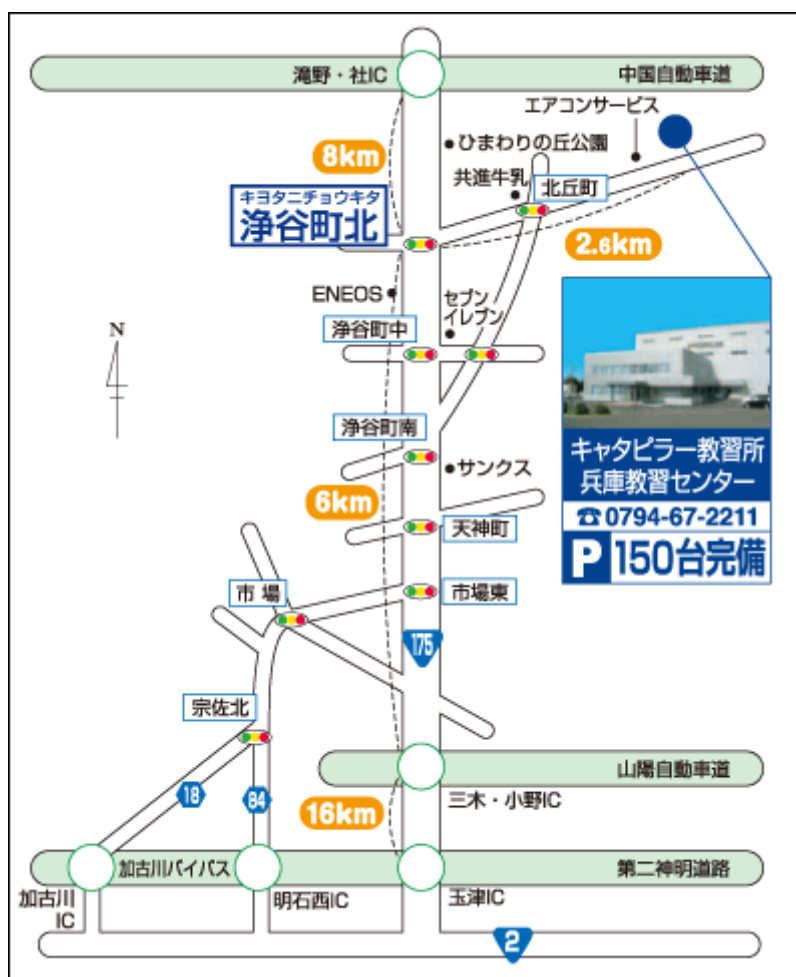 滝野・社IC
中国自動車道
エアコンサービス
ひまわりの丘公園
8km
共進牛乳
北丘町
キヨタニチョウキタ
浄谷町北
2.6km
ENEOS
セブン
イレブン
浄谷町中
N
浄谷町南
サンクス
キャタピラー教習所
兵庫教習センター
6km
☎0794-67-2211
天神町
P 150台完備
市場
市場東
175
宗佐北
山陽自動車道
18
84
16km
三木・小野IC
加古川バイパス
第二神明道路
加古川
IC
明石西IC
玉津IC
2